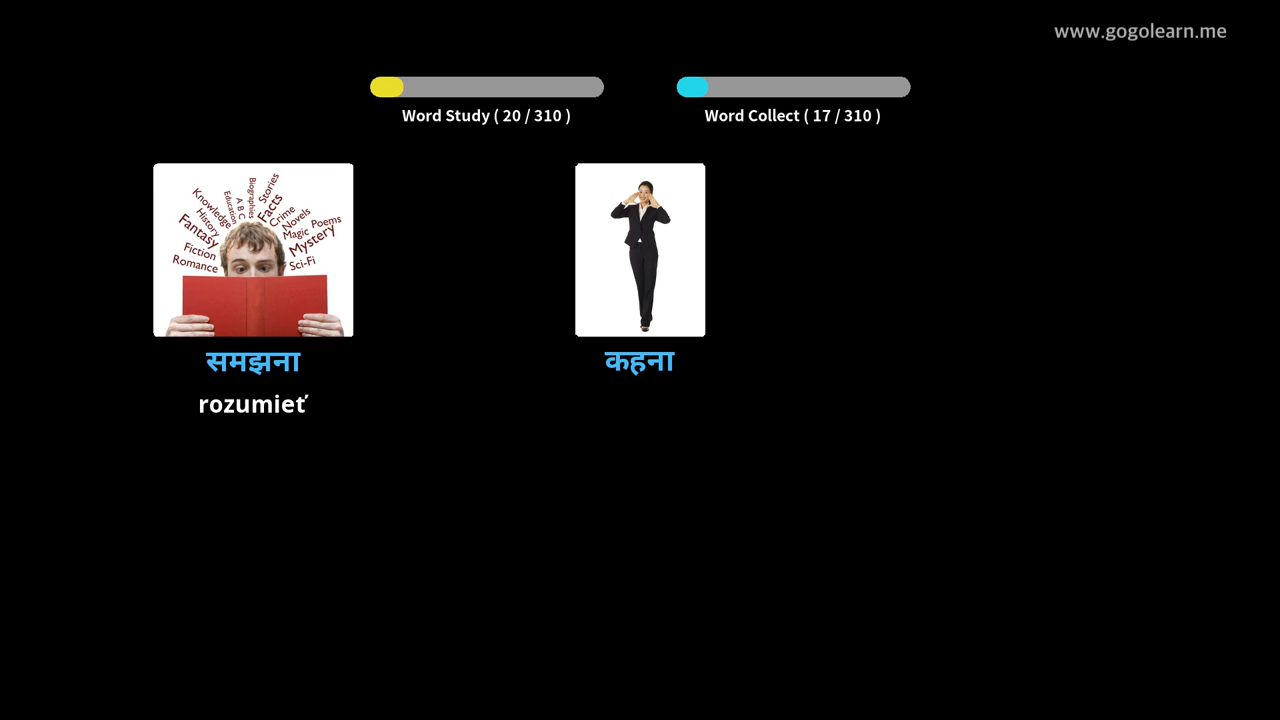 www.gogolearn.me
Word Study ( 20 / 310 )
Word Collect ( 17 / 310 )
Stories
Biographies
A B C
Education
Knowledge
History
Facts
Crime
Novels
Poems
Magic
Mystery
Fantasy
Fiction
Romance
Sci-Fi
समझना
कहना
rozumieť